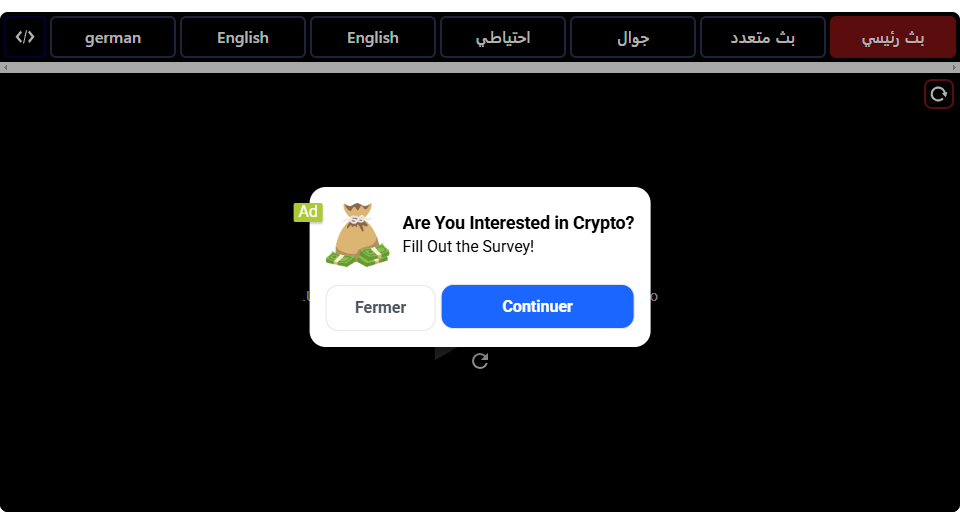 </> german English English احتياطي جوال بث متعدد بث رئيسي
Ad
Are You Interested in Crypto?
Fill Out the Survey!
Fermer Continuer